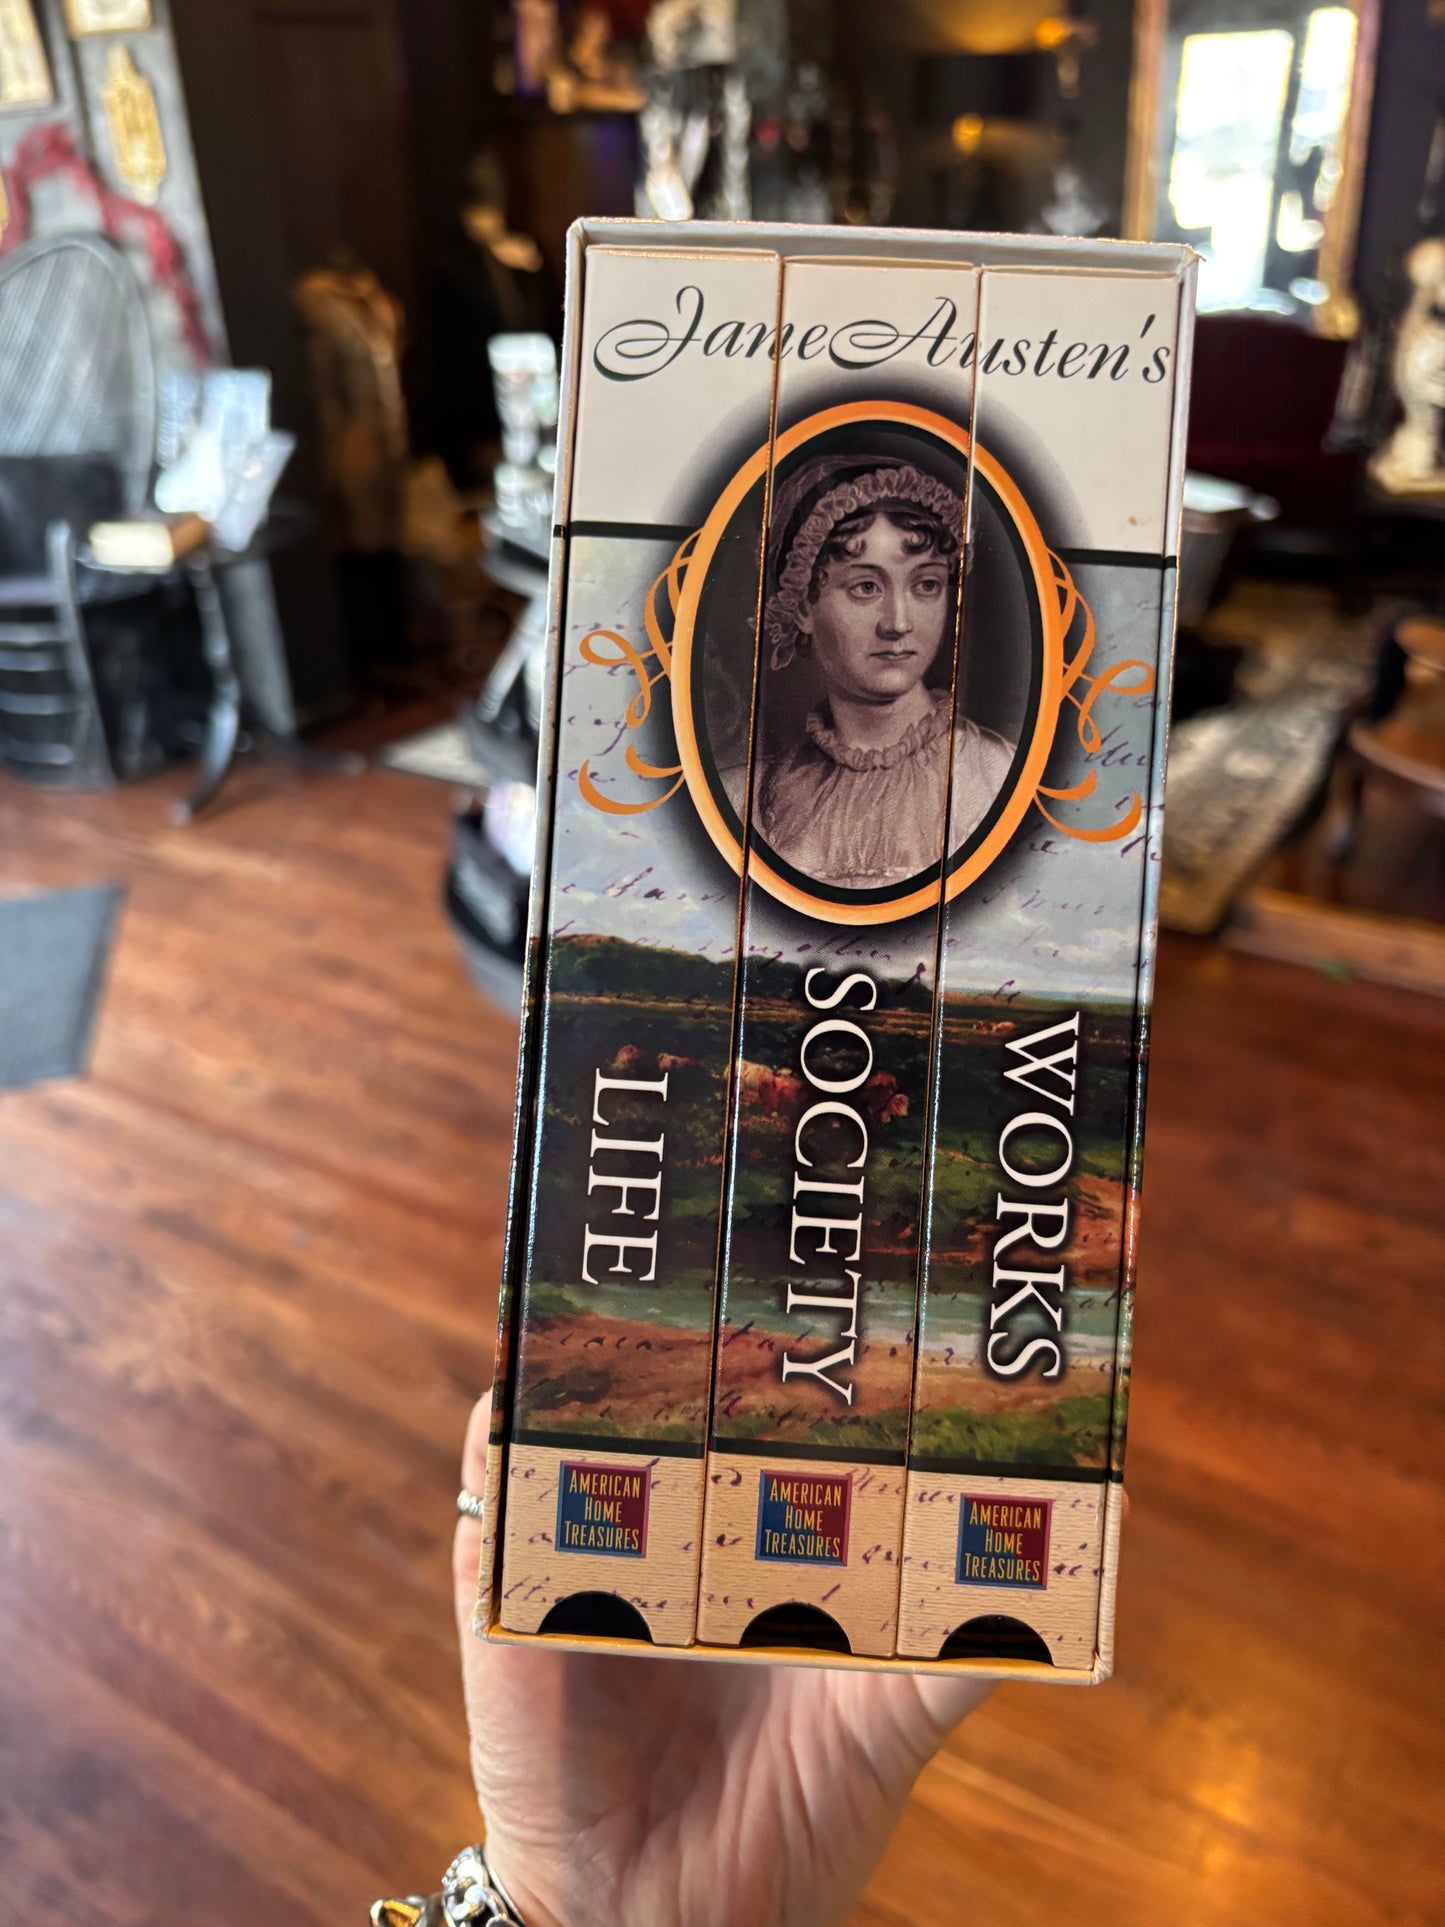 Jane Austen's
LIFE
SOCIETY
WORKS
AMERICAN
HOME
TREASURES
AMERICAN
HOME
TREASURES
AMERICAN
HOME
TREASURES